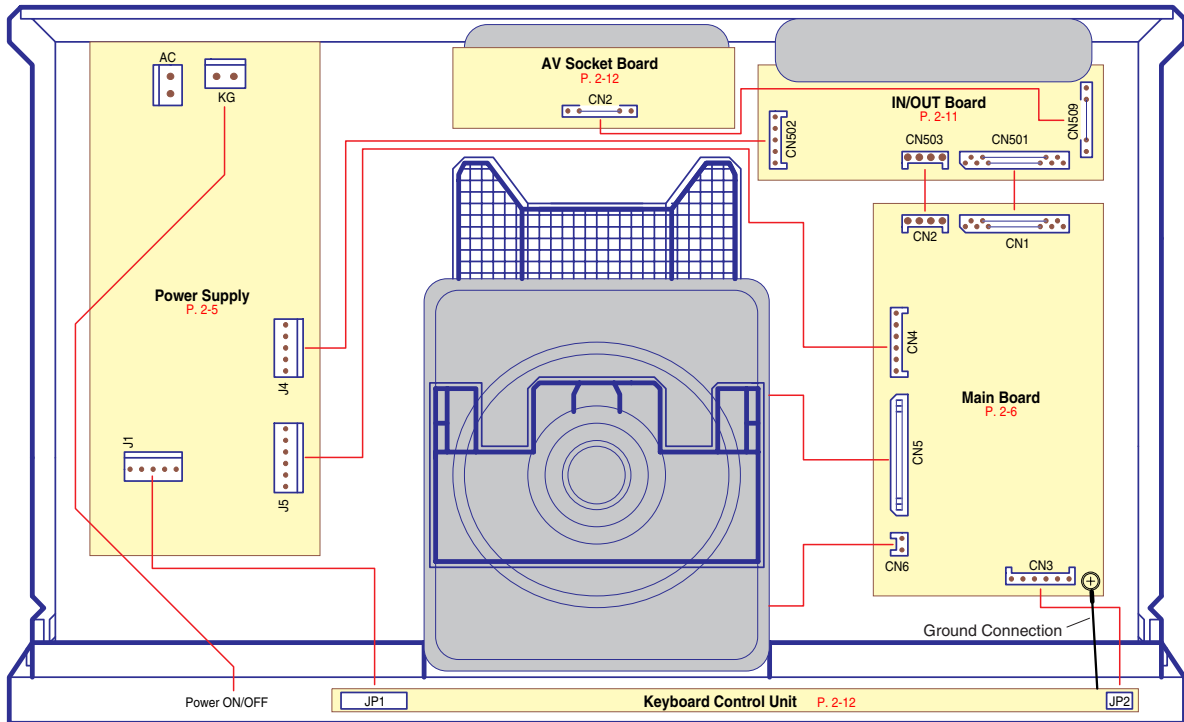 AC
KG
AV Socket Board
P. 2-12
CN2
IN/OUT Board
P. 2-11
CN502
CN503
CN501
CN509
CN2
CN1
Power Supply
P. 2-5
J4
CN4
Main Board
P. 2-6
J1
J5
CN5
CN6
CN3
Ground Connection
Power ON/OFF
JP1
Keyboard Control Unit P. 2-12
JP2